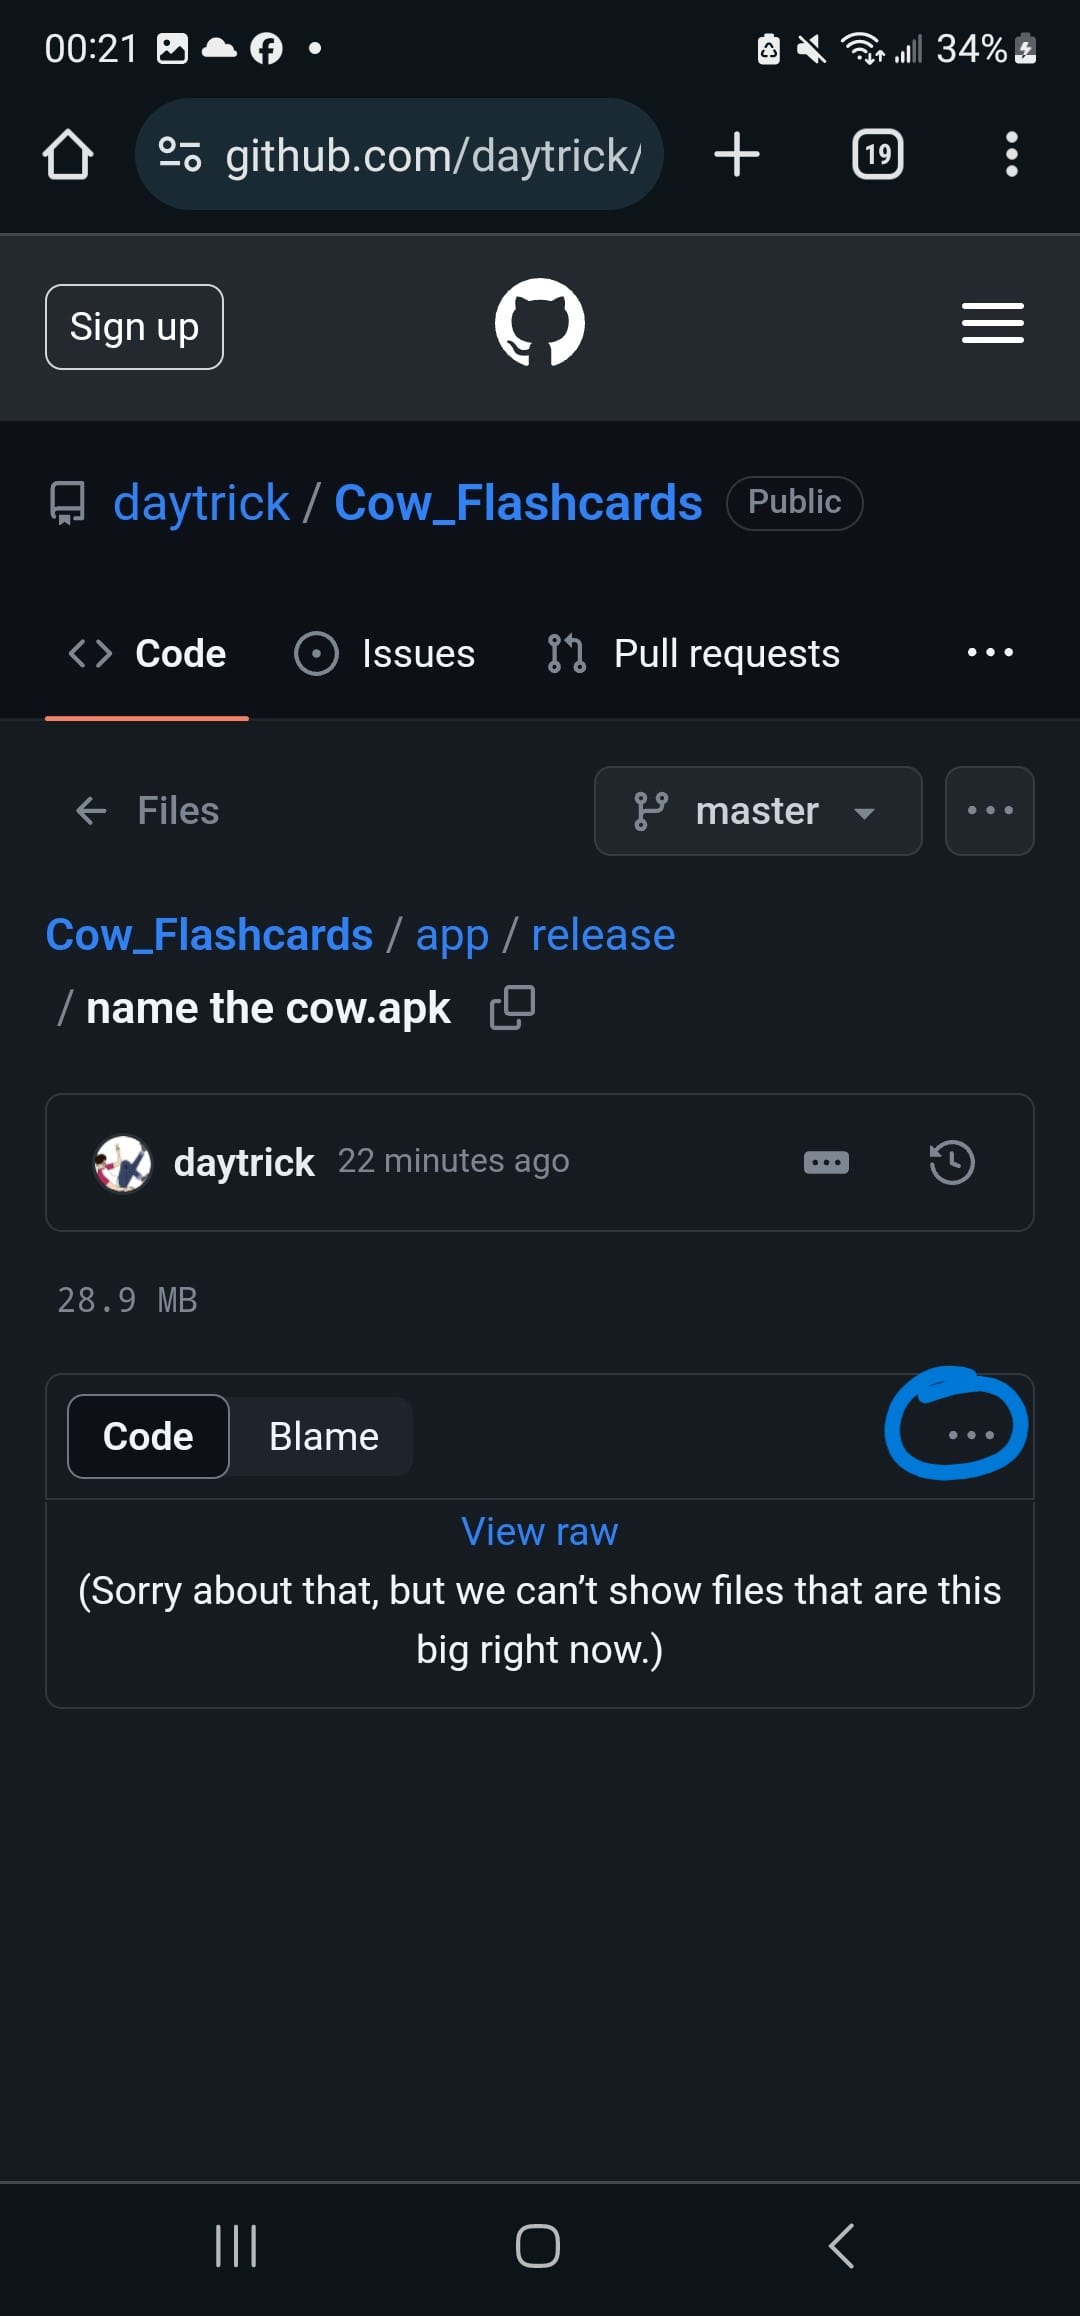 00:21 34%
github.com/daytrick/ 19
Sign up
daytrick / Cow_Flashcards Public
Code Issues Pull requests
Files master
Cow_Flashcards / app / release
/ name the cow.apk
daytrick 22 minutes ago
28.9 MB
Code Blame
View raw
(Sorry about that, but we can’t show files that are this
big right now.)